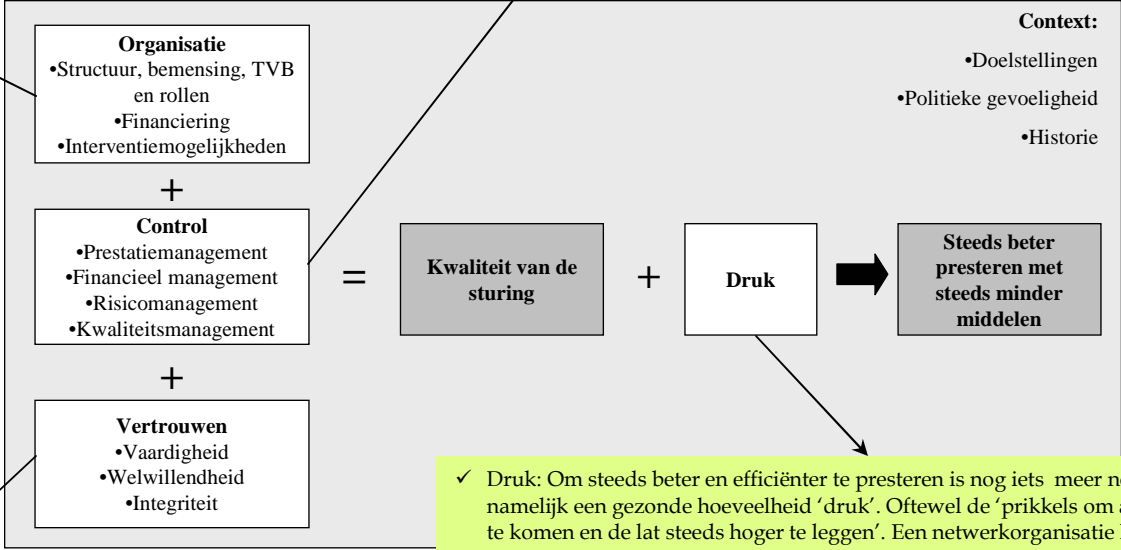 Organisatie
•Structuur, bemensing, TVB
en rollen
•Financiering
•Interventiemogelijkheden
+
Control
•Prestatiemanagement
•Financieel management
•Risicomanagement
•Kwaliteitsmanagement
+
Vertrouwen
•Vaardigheid
•Welwillendheid
•Integriteit
=
Kwaliteit van de
sturing
+
Druk
Steeds beter
presteren met
steeds minder
middelen
Context:
•Doelstellingen
•Politieke gevoeligheid
•Historie
✓ Druk: Om steeds beter en efficiënter te presteren is nog iets meer
namelijk een gezonde hoeveelheid ‘druk’. Oftewel de ‘prikkels om
te komen en de lat steeds hoger te leggen’. Een netwerkorganisatie